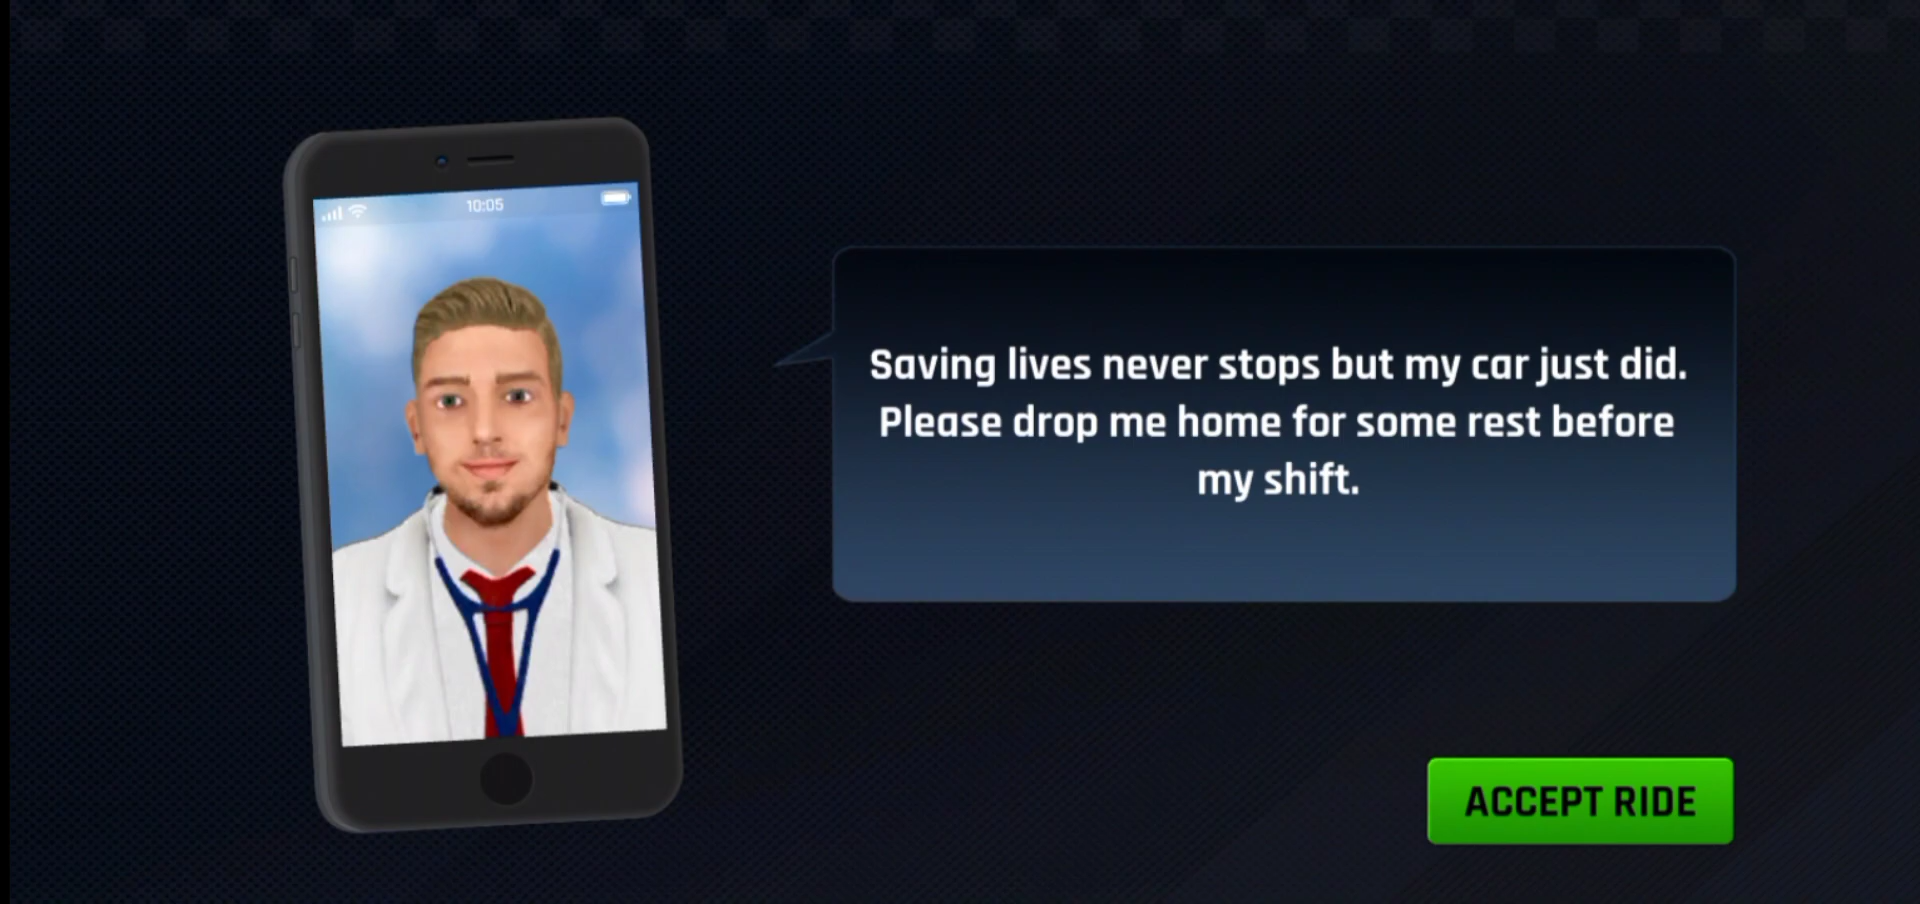 10:05
Saving lives never stops but my car just did.
Please drop me home for some rest before
my shift.
ACCEPT RIDE